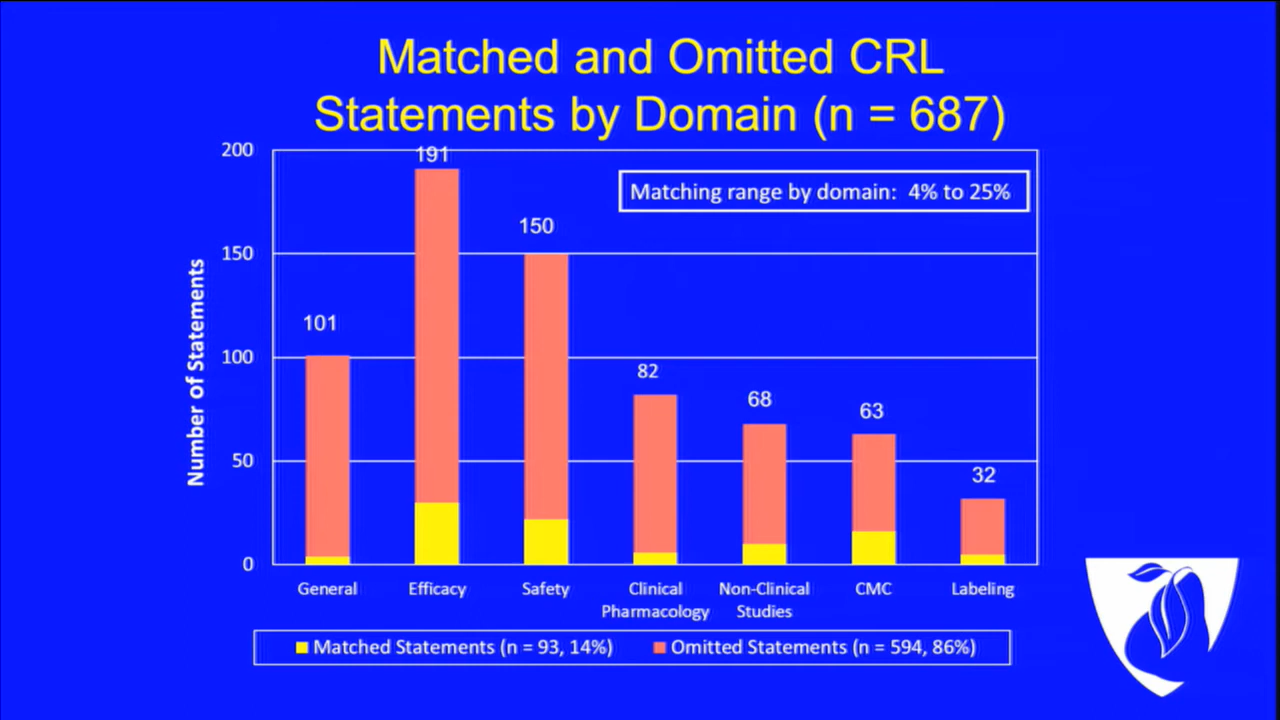 Matched and Omitted CRL
Statements by Domain (n = 687)
Matching range by domain: 4% to 25%
Number of Statements
200
150
100
50
0
101
191
150
82
68
63
32
General
Efficacy
Safety
Clinical
Pharmacology
Non-Clinical
Studies
CMC
Labeling
Matched Statements (n = 93, 14%)
Omitted Statements (n = 594, 86%)